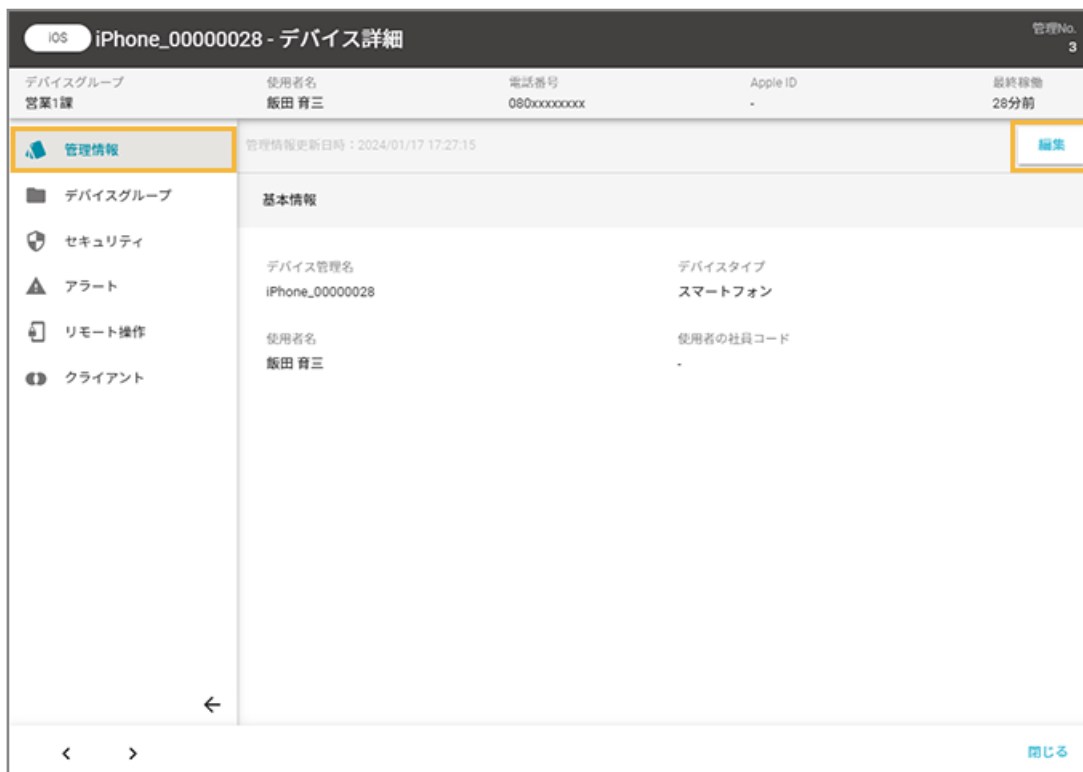 iOS iPhone_00000028 - デバイス詳細
管理No.
3
デバイスグループ 使用者名 電話番号 Apple ID 最終稼働
営業1課 飯田 育三 080xxxxxxxx - 28分前
管理情報
管理情報更新日時：2024/01/17 17:27:15
編集
デバイスグループ
セキュリティ
アラート
リモート操作
クライアント
基本情報
デバイス管理名 デバイスタイプ
iPhone_00000028 スマートフォン
使用者名 使用者の社員コード
飯田 育三 -
閉じる